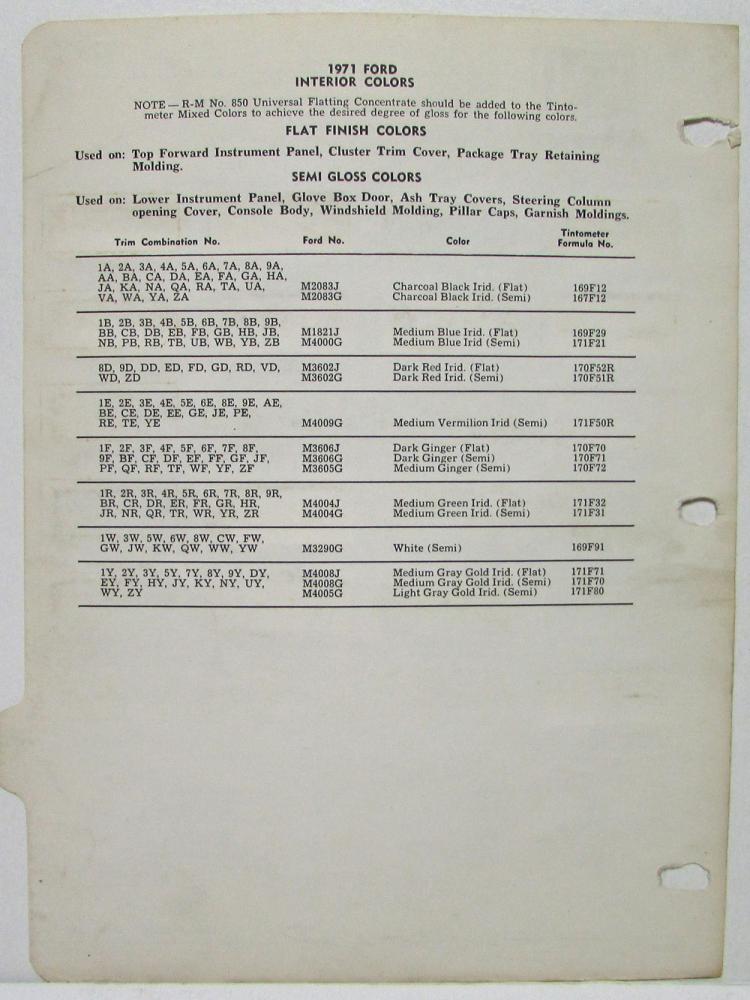 1971 FORD
INTERIOR COLORS
NOTE — R-M No. 850 Universal Flatting Concentrate should be added to the Tinto-
meter Mixed Colors to achieve the desired degree of gloss for the following colors.
FLAT FINISH COLORS
Used on: Top Forward Instrument Panel, Cluster Trim Cover, Package Tray Retaining
Molding.
SEMI GLOSS COLORS
Used on: Lower Instrument Panel, Glove Box Door, Ash Tray Covers, Steering Column
opening Cover, Console Body, Windshield Molding, Pillar Caps, Garnish Moldings.
Trim Combination No. Ford No. Color Tintometer Formula No.
1A, 2A, 3A, 4A, 5A, 6A, 7A, 8A, 9A,
AA, BA, CA, DA, EA, FA, GA, HA,
JA, KA, NA, QA, RA, TA, UA, M2083J Charcoal Black Irid. (Flat) 169F12
VA, WA, YA, ZA M2083G Charcoal Black Irid. (Semi) 167F12
1B, 2B, 3B, 4B, 5B, 6B, 7B, 8B, 9B,
BB, CB, DB, EB, FB, GB, HB, JB, M1821J Medium Blue Irid. (Flat) 169F29
NB, PB, RB, TB, UB, WB, YB, ZB M4000G Medium Blue Irid (Semi) 171F21
8D, 9D, DD, ED, FD, GD, RD, VD, M3602J Dark Red Irid. (Flat) 170F52R
WD, ZD M3602G Dark Red Irid. (Semi) 170F51R
1E, 2E, 3E, 4E, 5E, 6E, 8E, 9E, AE,
BE, CE, DE, EE, GE, JE, PE,
RE, TE, YE M4009G Medium Vermilion Irid (Semi) 171F50R
1F, 2F, 3F, 4F, 5F, 6F, 7F, 8F, M3606J Dark Ginger (Flat) 170F70
9F, BF, CF, DF, EF, FF, GF, JF, M3606G Dark Ginger (Semi) 170F71
PF, QF, RF, TF, WF, YF, ZF M3605G Medium Ginger (Semi) 170F72
1R, 2R, 3R, 4R, 5R, 6R, 7R, 8R, 9R,
BR, CR, DR, ER, FR, GR, HR, M4004J Medium Green Irid. (Flat) 171F32
JR, NR, QR, TR, WR, YR, ZR M4004G Medium Green Irid. (Semi) 171F31
1W, 3W, 5W, 6W, 8W, CW, FW,
GW, JW, KW, QW, WW, YW M3290G White (Semi) 169F91
1Y, 2Y, 3Y, 5Y, 7Y, 8Y, 9Y, DY, M4008J Medium Gray Gold Irid. (Flat) 171F71
EY, FY, HY, JY, KY, NY, UY, M4008G Medium Gray Gold Irid. (Semi) 171F70
WY, ZY M4005G Light Gray Gold Irid. (Semi) 171F80